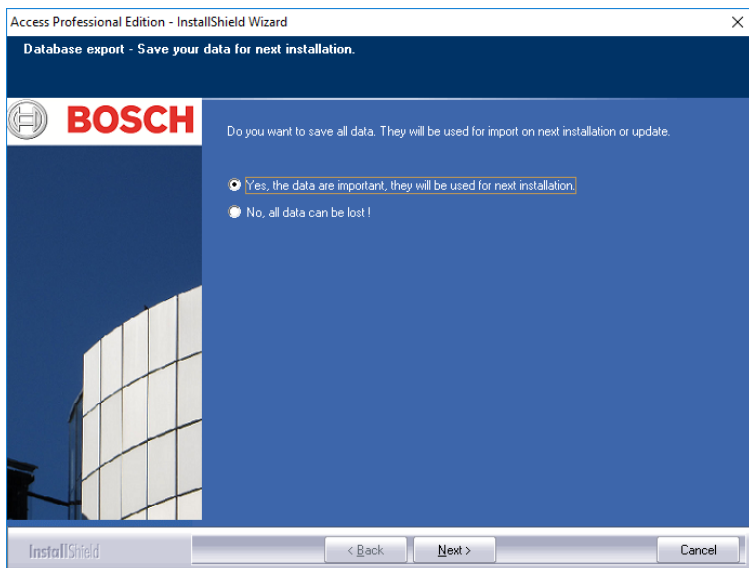 Access Professional Edition - InstallShield Wizard
Database export - Save your data for next installation.
BOSCH
Do you want to save all data. They will be used for import on next installation or update.
Yes, the data are important, they will be used for next installation.
No, all data can be lost !
InstallShield
< Back
Next >
Cancel